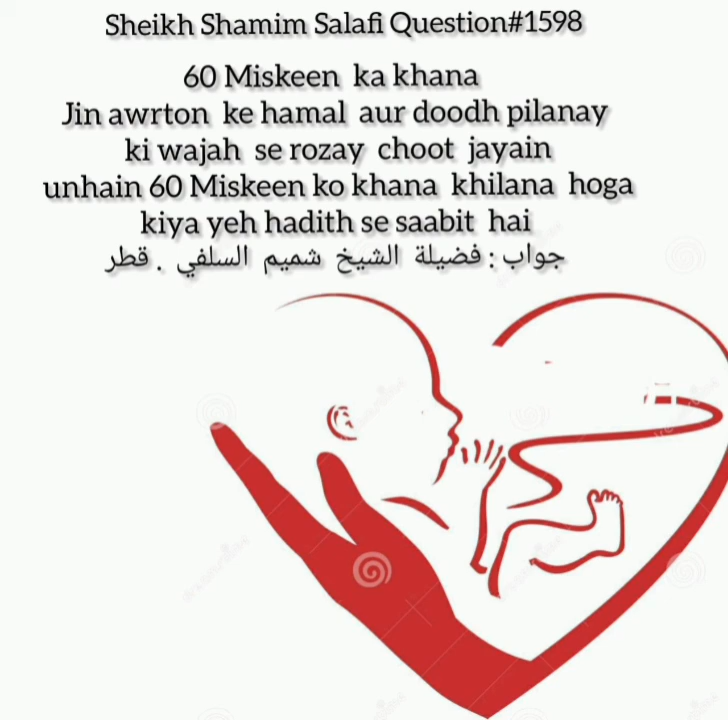 Sheikh Shamim Salafi Question#1598
60 Miskeen ka khana
Jin awrton ke hamal aur doodh pilanay
ki wajah se rozay choot jayain
unhain 60 Miskeen ko khana khilana hoga
kiya yeh hadith se saabit hai
جواب : فضيلة الشيخ شميم السلفي . قطر